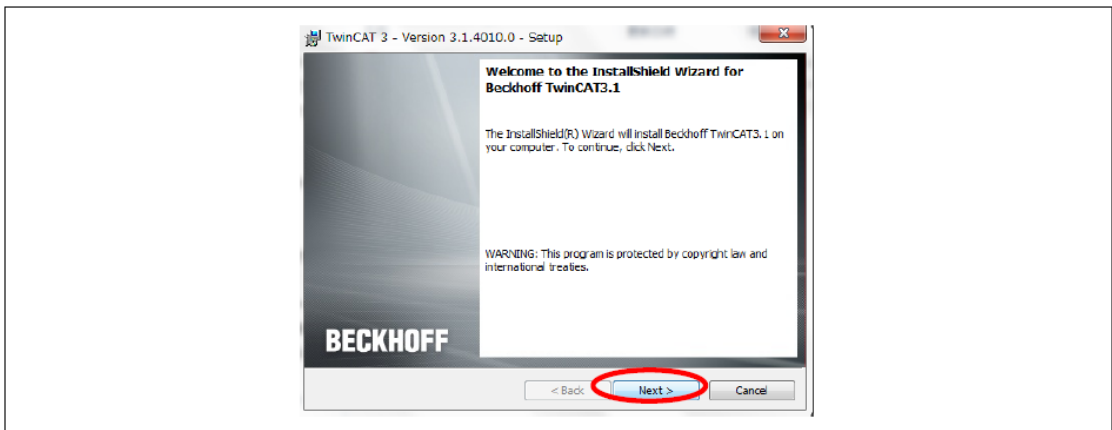 TwinCAT 3 - Version 3.1.4010.0 - Setup
Welcome to the InstallShield Wizard for
Beckhoff TwinCAT3.1
The InstallShield(R) Wizard will install Beckhoff TwinCAT3.1 on
your computer. To continue, click Next.
WARNING: This program is protected by copyright law and
international treaties.
BECKHOFF
< Back
Next >
Cancel